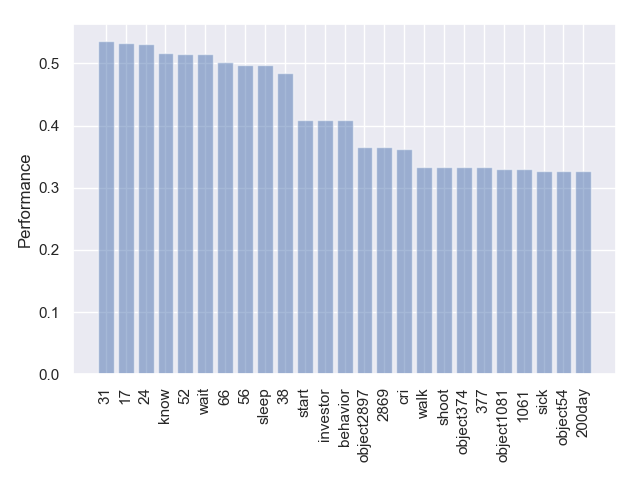 Performance
0.5
0.4
0.3
0.2
0.1
0.0
31
17
24
know
52
wait
66
56
sleep
38
start
investor
behavior
object2897
2869
cri
walk
shoot
object374
377
object1081
1061
sick
object54
200day